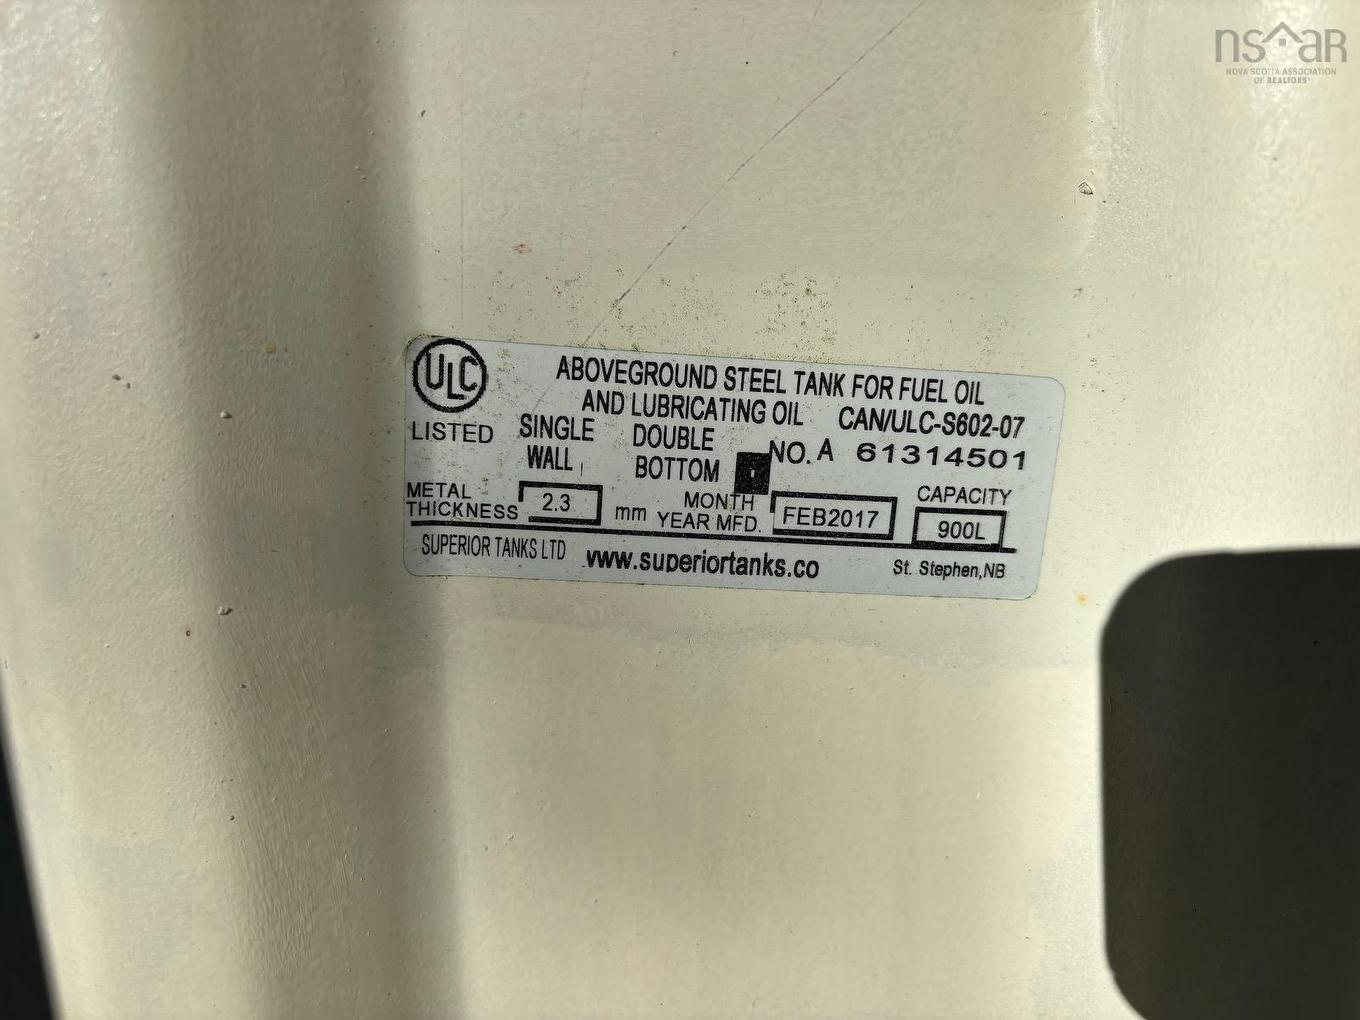 nsar
NOVA SCOTIA ASSOCIATION
OF REALTORS®
ULC
LISTED
ABOVEGROUND STEEL TANK FOR FUEL OIL
AND LUBRICATING OIL CAN/ULC-S602-07
SINGLE WALL
DOUBLE BOTTOM
NO. A 61314501
METAL THICKNESS 2.3 mm
MONTH YEAR MFD. FEB2017
CAPACITY 900L
SUPERIOR TANKS LTD www.superiortanks.co St. Stephen, NB